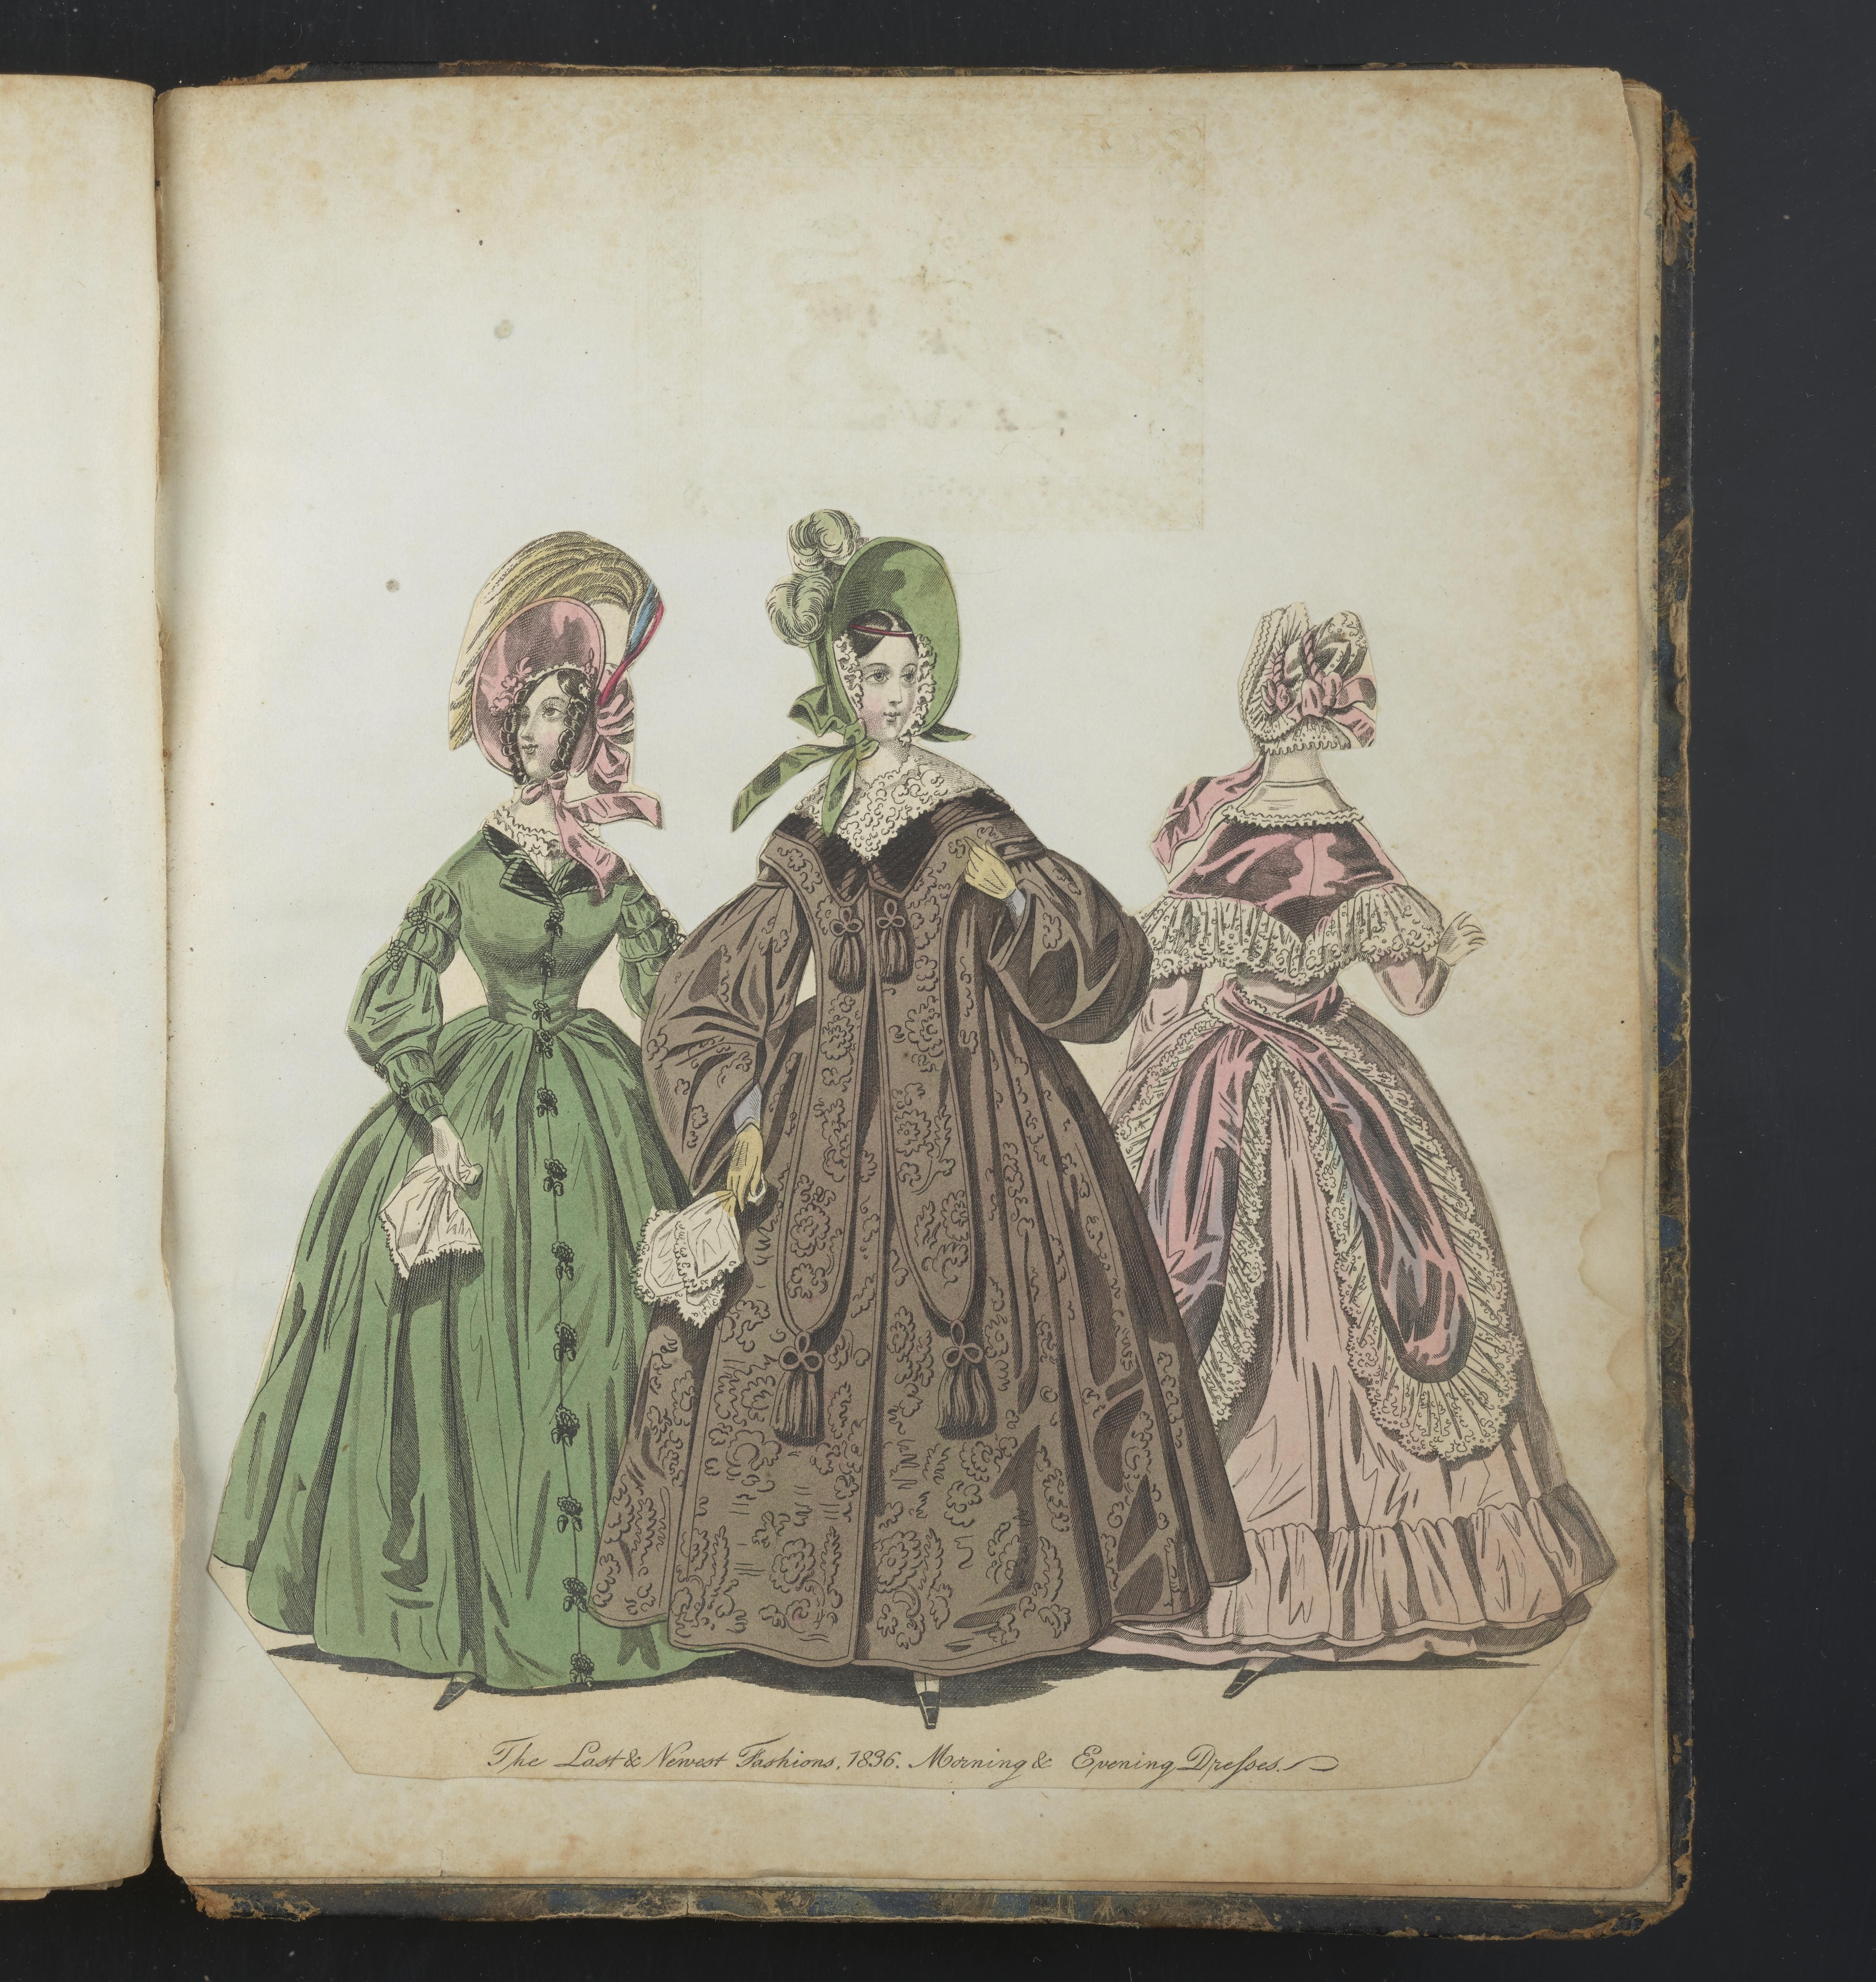 The Last & Newest Fashions, 1836. Morning & Evening Dreſses.